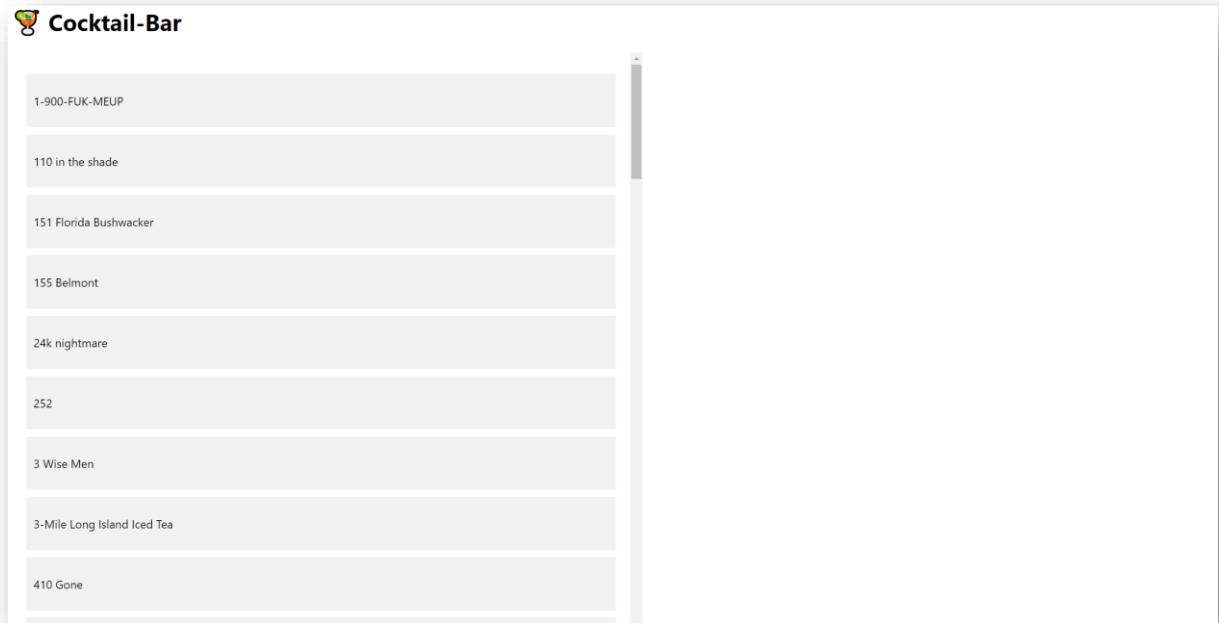 Cocktail-Bar
1-900-FUK-MEUP
110 in the shade
151 Florida Bushwacker
155 Belmont
24k nightmare
252
3 Wise Men
3-Mile Long Island Iced Tea
410 Gone